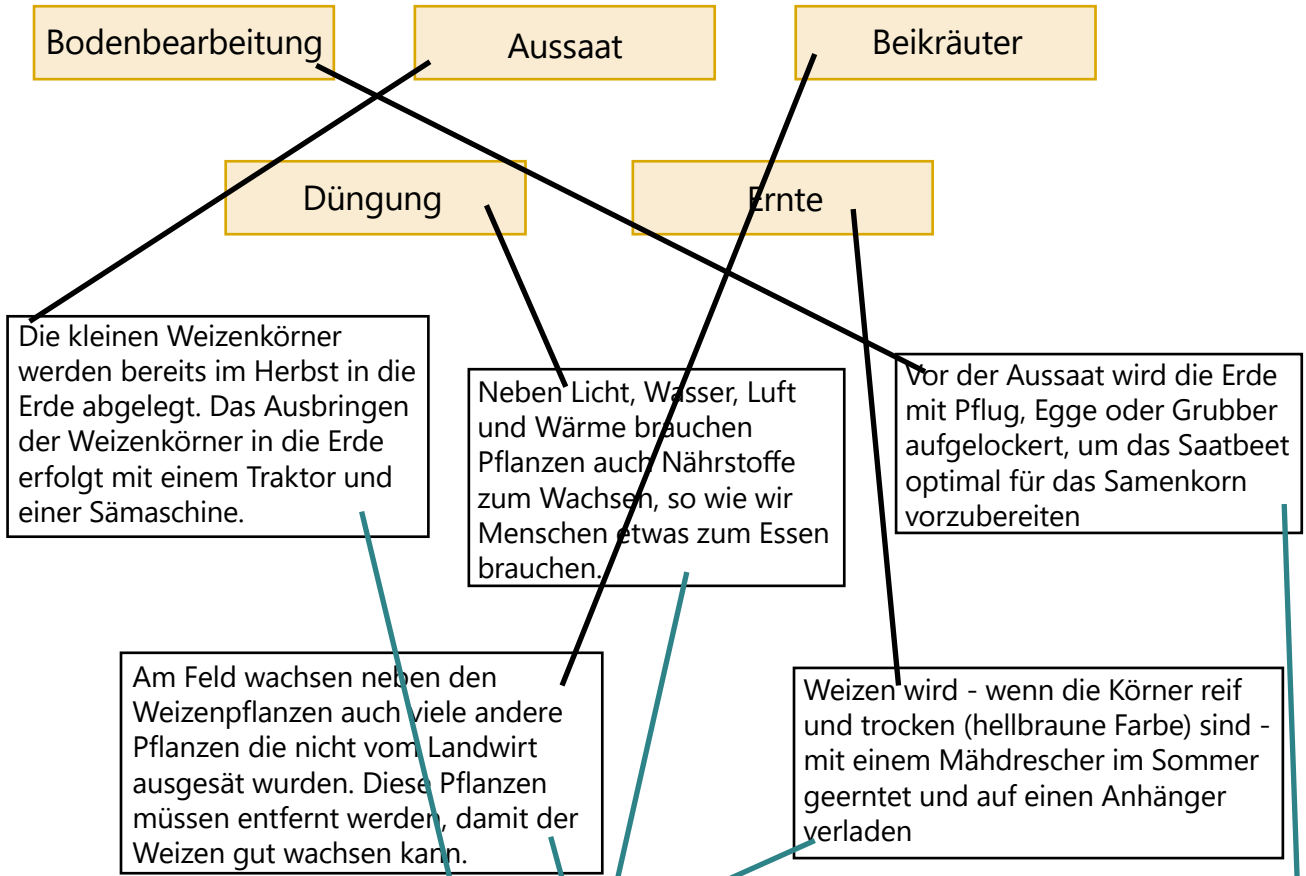 Bodenbearbeitung
Aussaat
Beikräuter
Düngung
Ernte
Die kleinen Weizenkörner
werden bereits im Herbst in die
Erde abgelegt. Das Ausbringen
der Weizenkörner in die Erde
erfolgt mit einem Traktor und
einer Sämaschine.
Neben Licht, Wasser, Luft
und Wärme brauchen
Pflanzen auch Nährstoffe
zum Wachsen, so wie wir
Menschen etwas zum Essen
brauchen.
Vor der Aussaat wird die Erde
mit Pflug, Egge oder Grubber
aufgelockert, um das Saatbeet
optimal für das Samenkorn
vorzubereiten
Am Feld wachsen neben den
Weizenpflanzen auch viele andere
Pflanzen die nicht vom Landwirt
ausgesät wurden. Diese Pflanzen
müssen entfernt werden, damit der
Weizen gut wachsen kann.
Weizen wird - wenn die Körner reif
und trocken (hellbraune Farbe) sind -
mit einem Mähdrescher im Sommer
geerntet und auf einen Anhänger
verladen